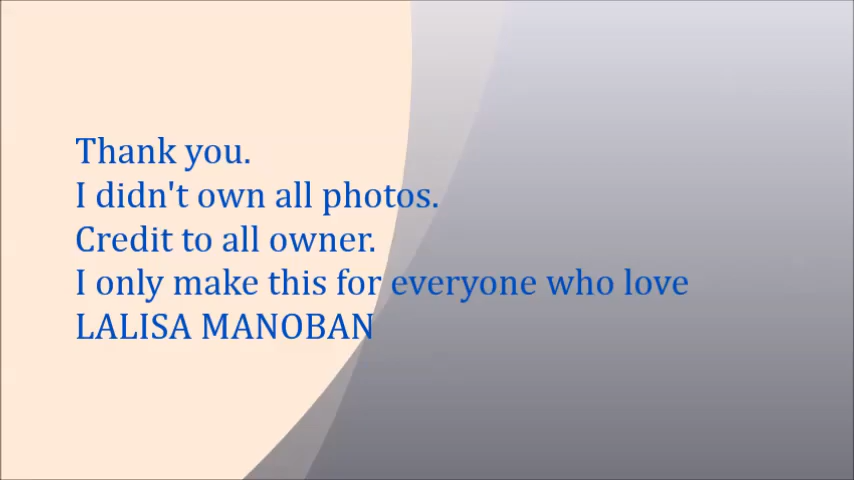 Thank you.
I didn't own all photos.
Credit to all owner.
I only make this for everyone who love
LALISA MANOBAN